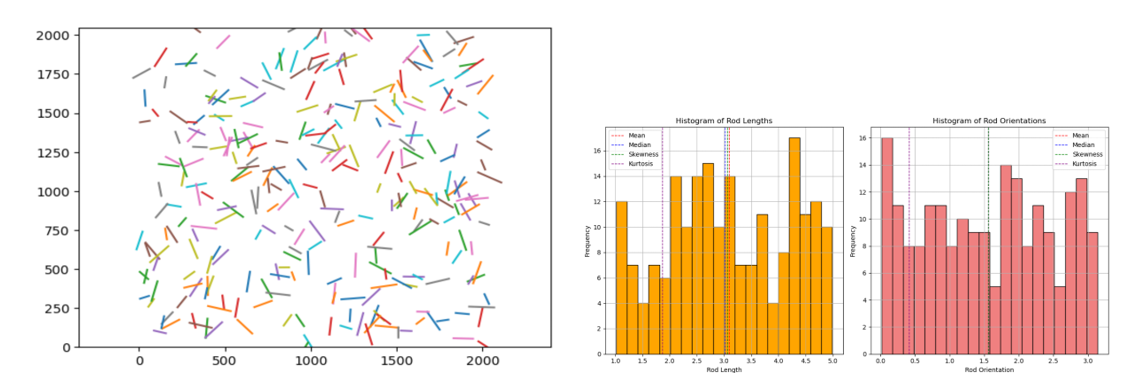 2000
1750
1500
1250
1000
750
500
250
0
0 500 1000 1500 2000
Histogram of Rod Lengths
Mean
Median
Skewness
Kurtosis
Frequency
16
14
12
10
8
6
4
2
0
1.0 1.5 2.0 2.5 3.0 3.5 4.0 4.5 5.0
Rod Length
Histogram of Rod Orientations
Mean
Median
Skewness
Kurtosis
Frequency
16
14
12
10
8
6
4
2
0
0.0 0.5 1.0 1.5 2.0 2.5 3.0
Rod Orientation